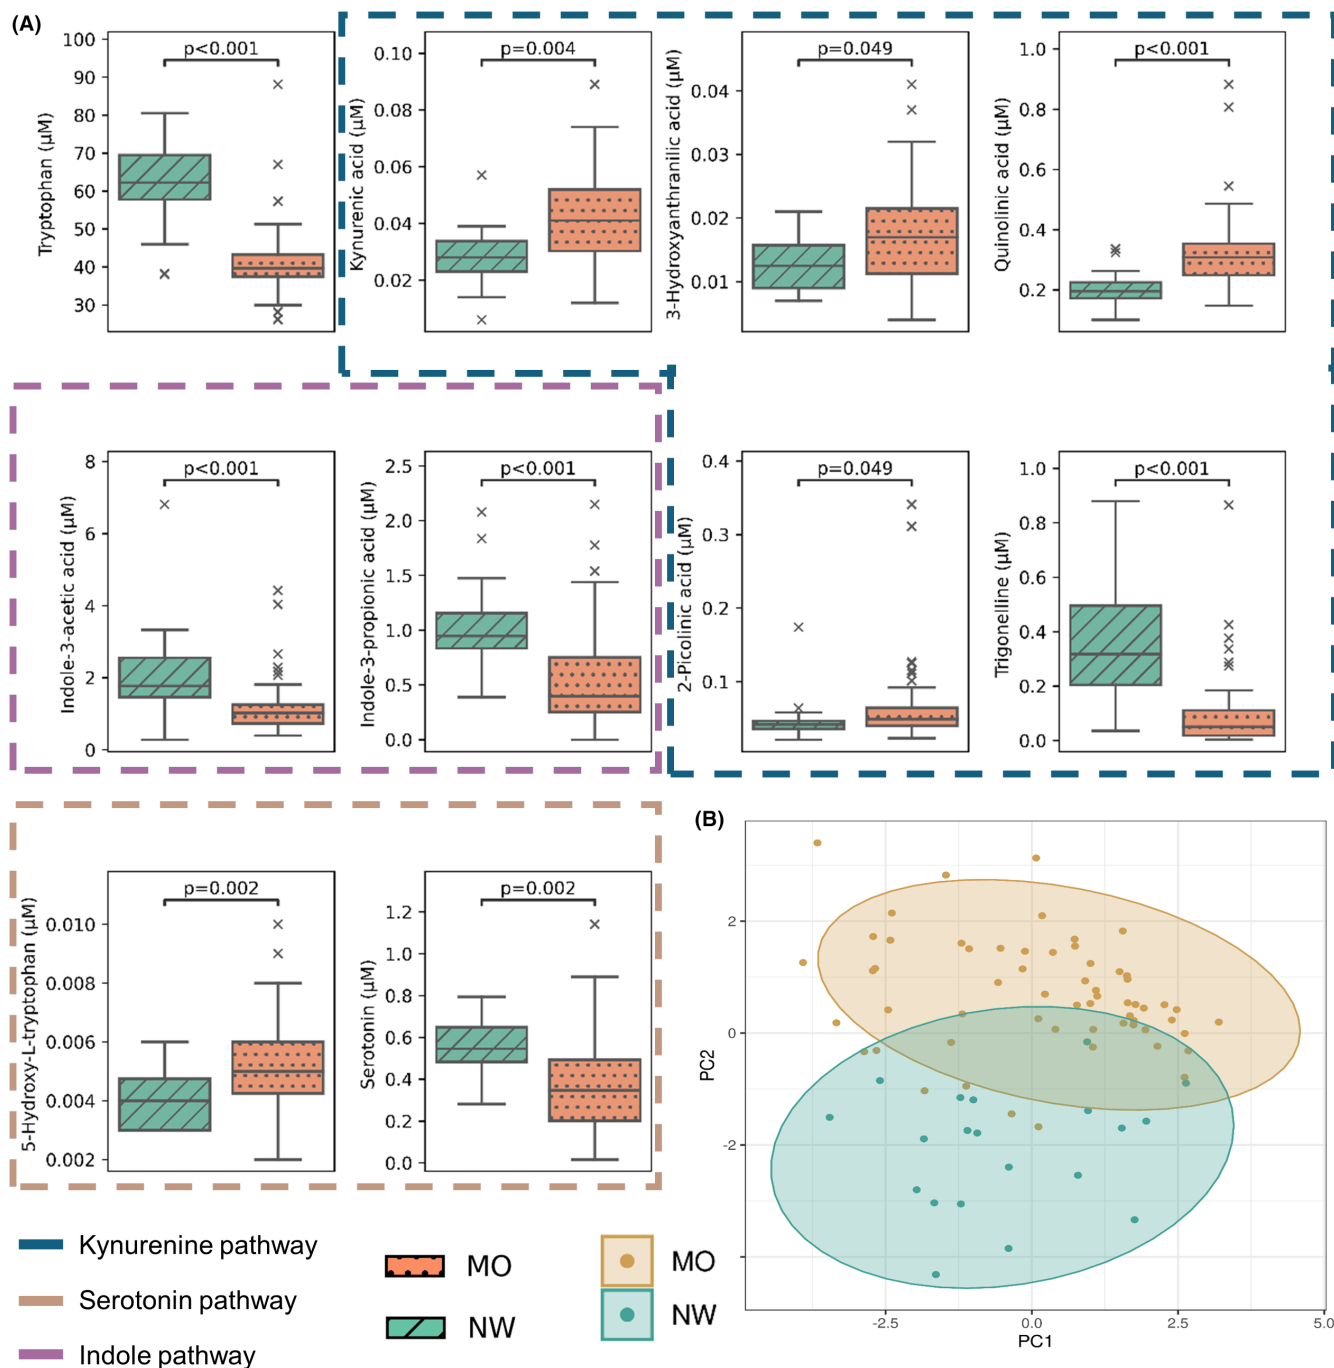 (A)
p<0.001
100
90
80
70
60
50
40
30
Tryptophan (µM)
p=0.004
0.10
0.08
0.06
0.04
0.02
Kynurenic acid (µM)
p=0.049
0.04
0.03
0.02
0.01
3-Hydroxyanthranilic acid (µM)
p<0.001
1.0
0.8
0.6
0.4
0.2
Quinolinic acid (µM)
p<0.001
8
6
4
2
0
Indole-3-acetic acid (µM)
p<0.001
2.5
2.0
1.5
1.0
0.5
0.0
Indole-3-propionic acid (µM)
p=0.049
0.4
0.3
0.2
0.1
2-Picolinic acid (µM)
p<0.001
1.0
0.8
0.6
0.4
0.2
0.0
Trigonelline (µM)
p=0.002
0.010
0.008
0.006
0.004
0.002
5-Hydroxy-L-tryptophan (µM)
p=0.002
1.2
1.0
0.8
0.6
0.4
0.2
0.0
Serotonin (µM)
(B)
2
0
-2
PC2
-2.5
0.0
2.5
5.0
PC1
Kynurenine pathway
Serotonin pathway
Indole pathway
MO
NW
MO
NW